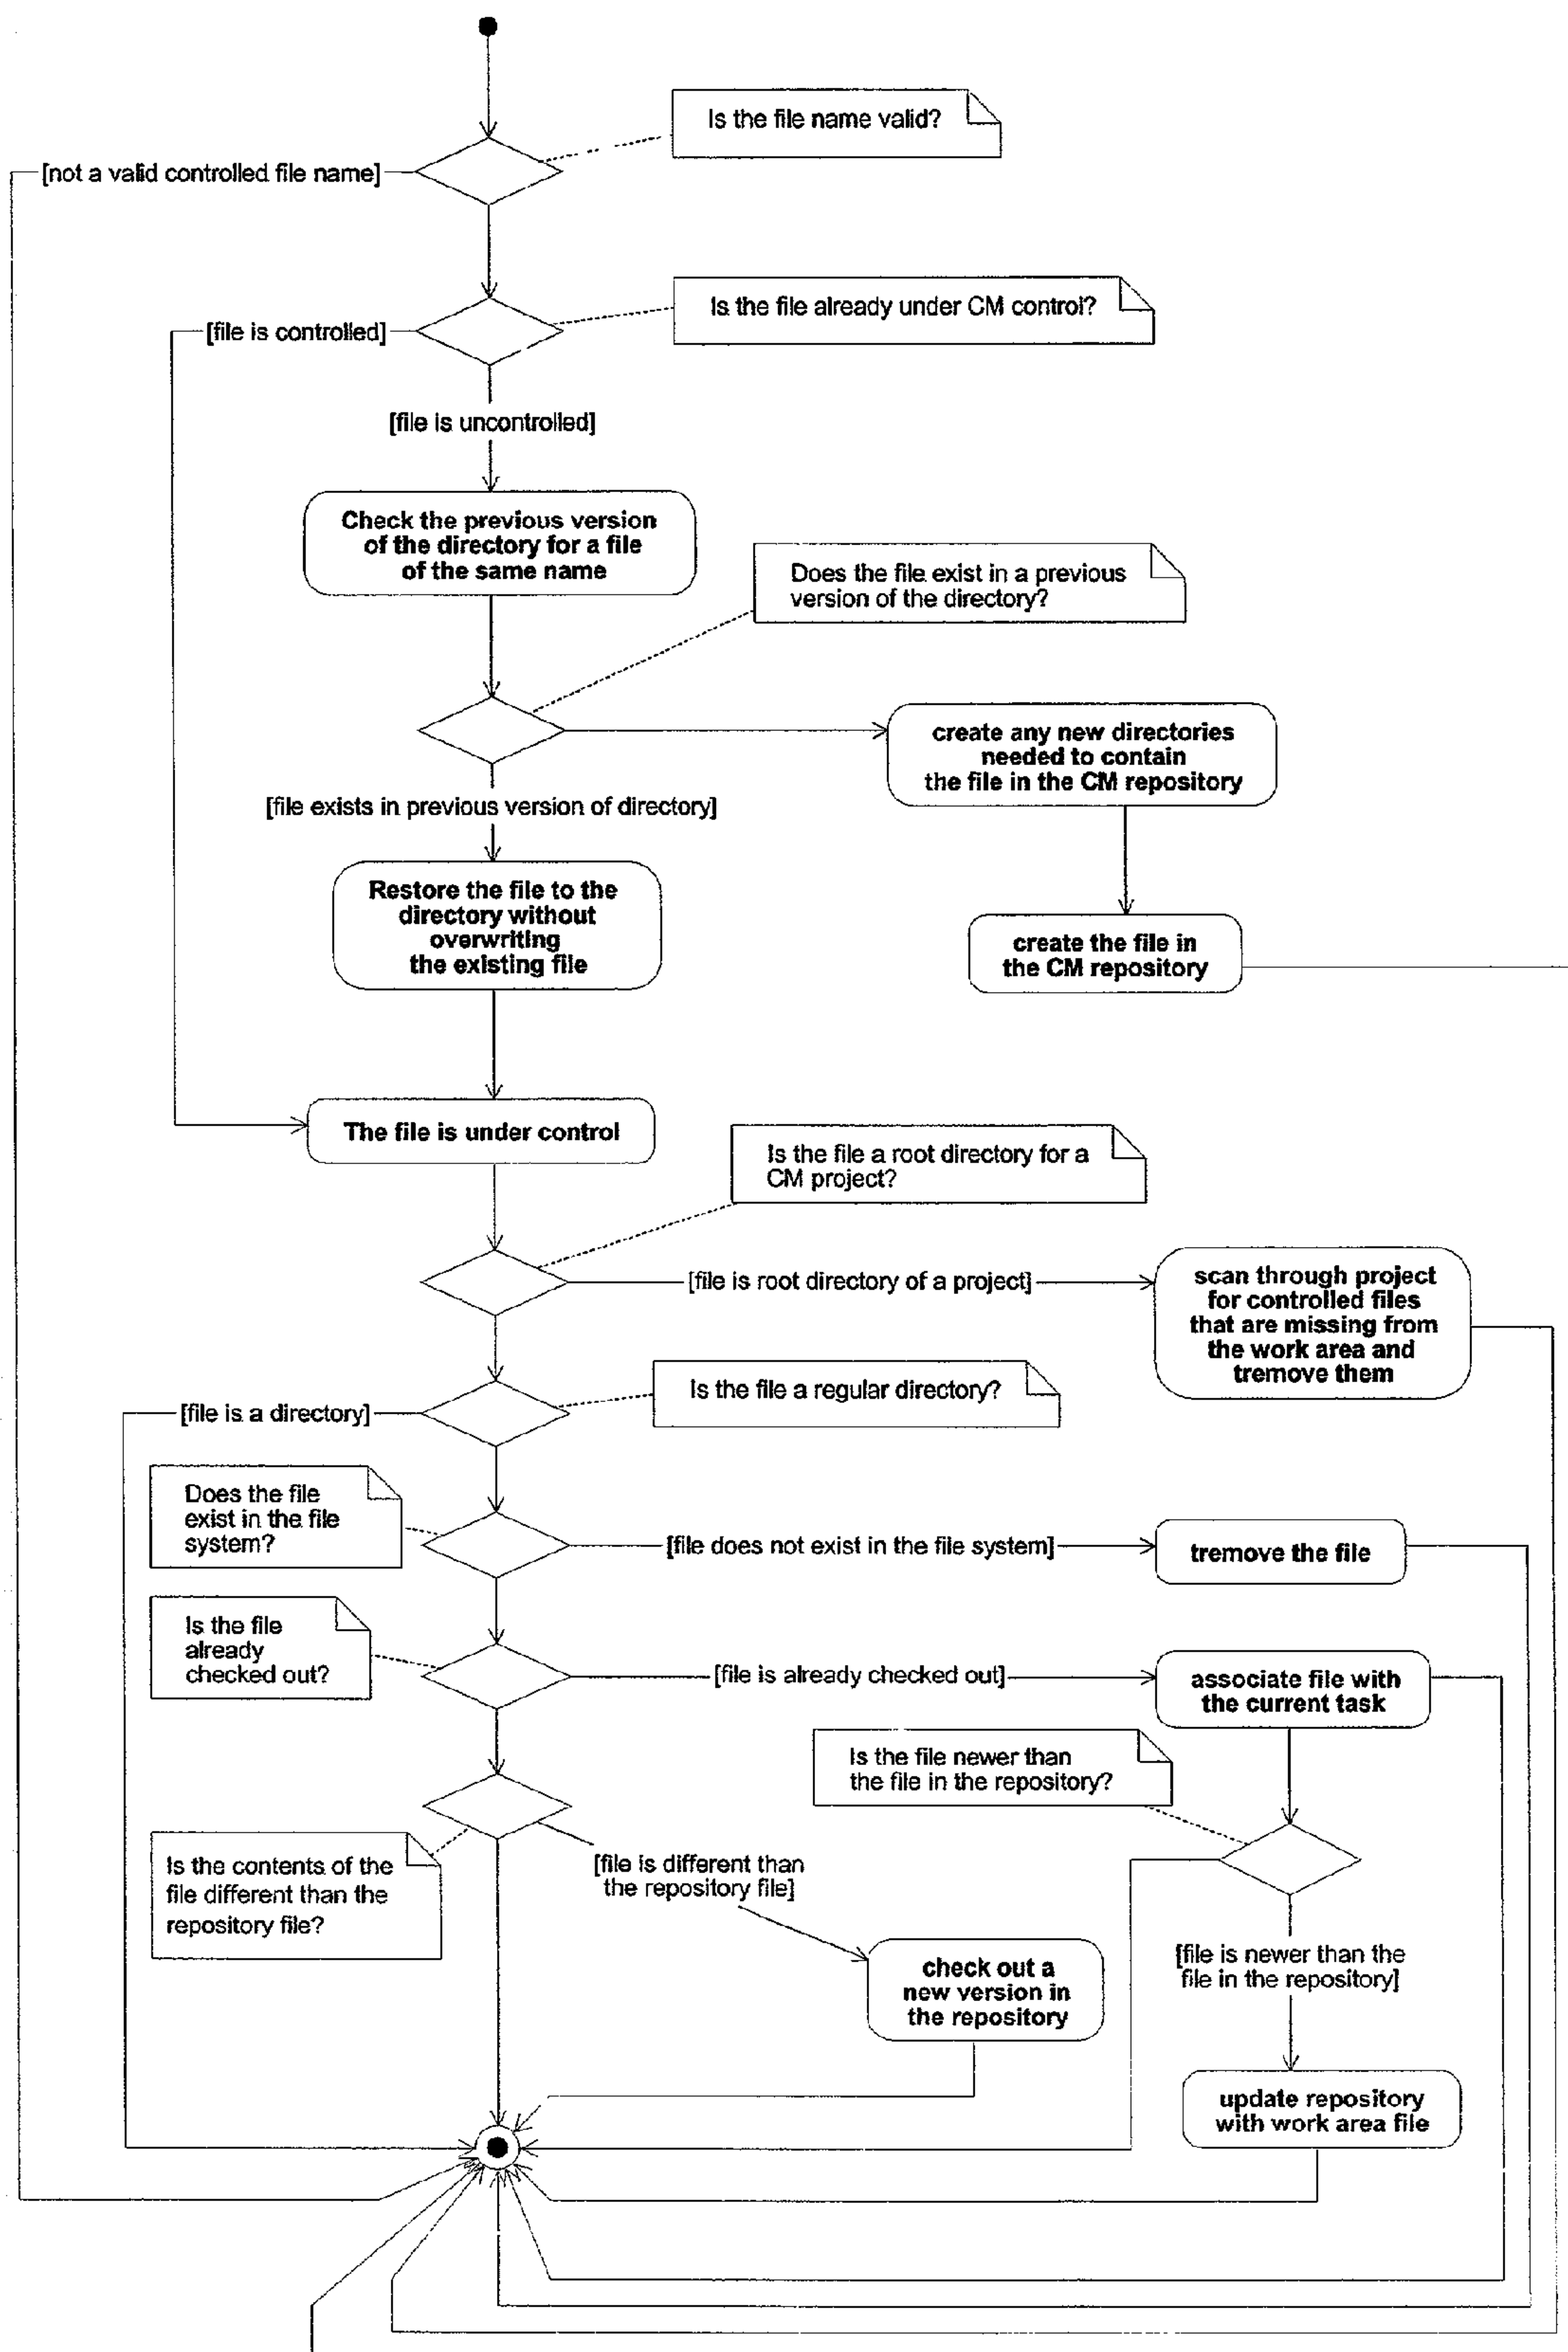 Is the file name valid?
[not a valid controlled file name]
Is the file already under CM control?
[file is controlled]
[file is uncontrolled]
Check the previous version
of the directory for a file
of the same name
Does the file exist in a previous
version of the directory?
create any new directories
needed to contain
the file in the CM repository
[file exists in previous version of directory]
Restore the file to the
directory without
overwriting
the existing file
create the file in
the CM repository
The file is under control
Is the file a root directory for a
CM project?
[file is root directory of a project]
scan through project
for controlled files
that are missing from
the work area and
tremove them
Is the file a regular directory?
[file is a directory]
Does the file
exist in the file
system?
[file does not exist in the file system]
tremove the file
Is the file
already
checked out?
[file is already checked out]
associate file with
the current task
Is the file newer than
the file in the repository?
Is the contents of the
file different than the
repository file?
[file is different than
the repository file]
check out a
new version in
the repository
[file is newer than the
file in the repository]
update repository
with work area file